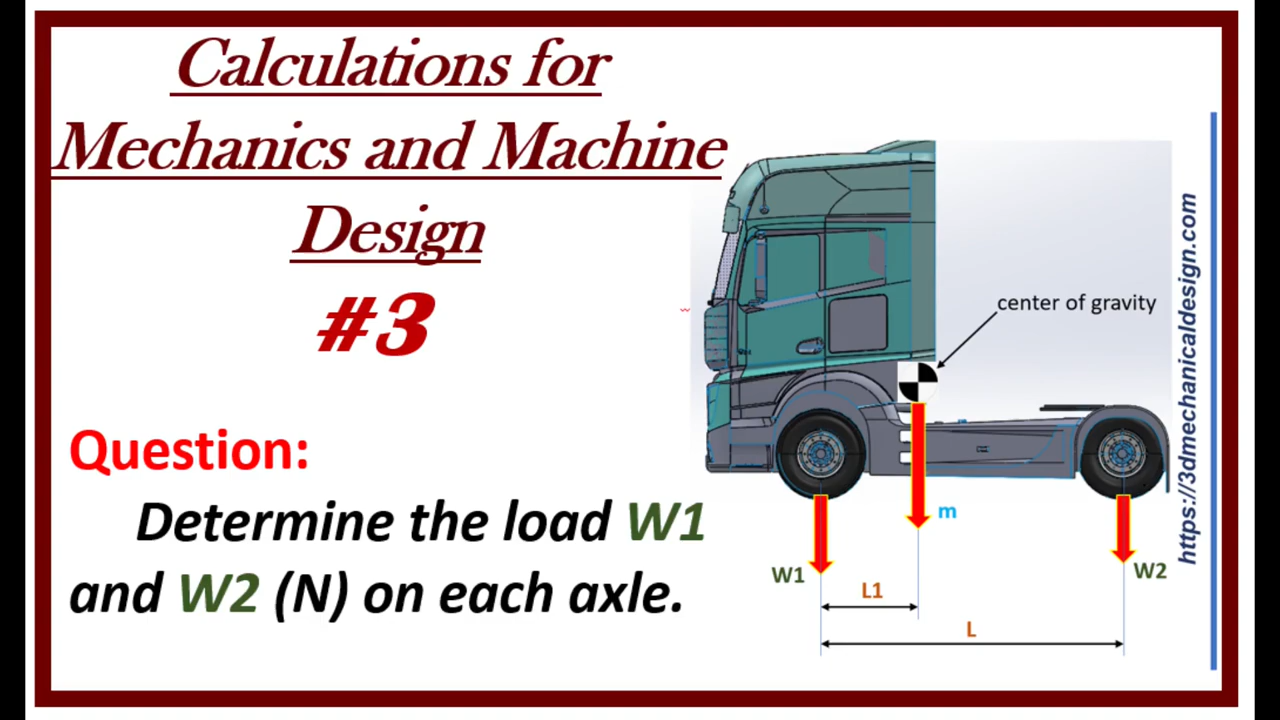 Calculations for
Mechanics and Machine
Design
#3
Question:
Determine the load W1
and W2 (N) on each axle.
center of gravity
m
W1
W2
L1
L
https://3dmechanicaldesign.com